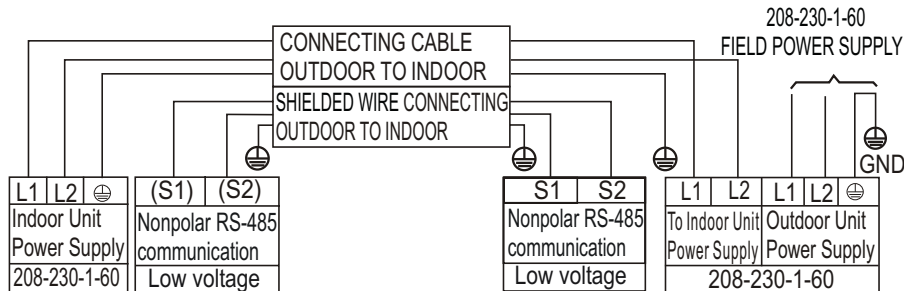 208-230-1-60
FIELD POWER SUPPLY
CONNECTING CABLE
OUTDOOR TO INDOOR
SHIELDED WIRE CONNECTING
OUTDOOR TO INDOOR
GND
L1 L2
Indoor Unit
Power Supply
208-230-1-60
(S1) (S2)
Nonpolar RS-485
communication
Low voltage
S1 S2
Nonpolar RS-485
communication
Low voltage
L1 L2 L1 L2
To Indoor Unit
Power Supply
Outdoor Unit
Power Supply
208-230-1-60